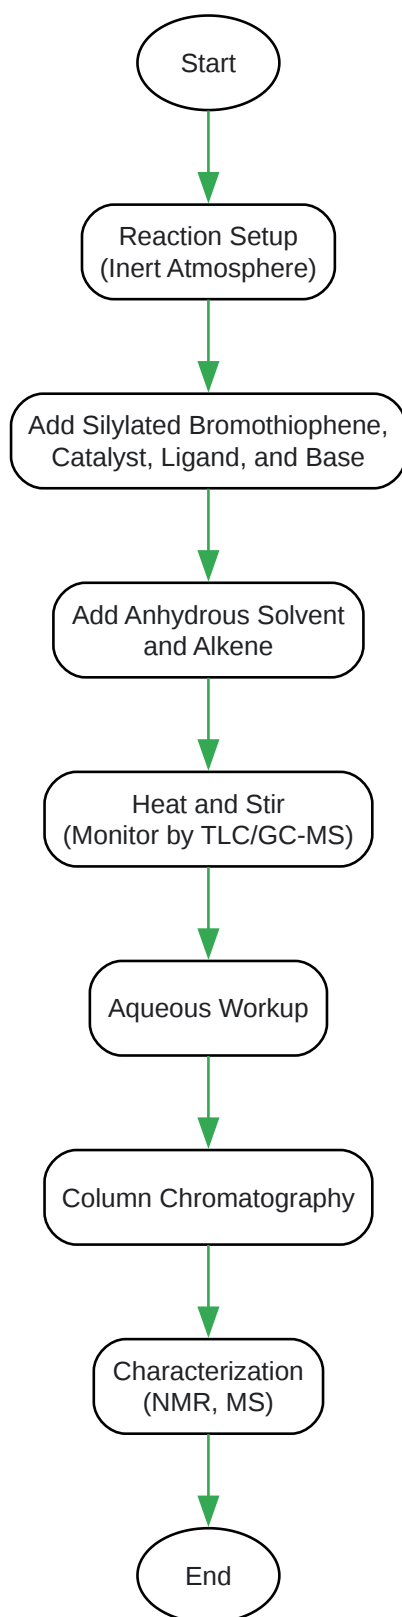 Start
Reaction Setup
(Inert Atmosphere)
Add Silylated Bromothiophene,
Catalyst, Ligand, and Base
Add Anhydrous Solvent
and Alkene
Heat and Stir
(Monitor by TLC/GC-MS)
Aqueous Workup
Column Chromatography
Characterization
(NMR, MS)
End